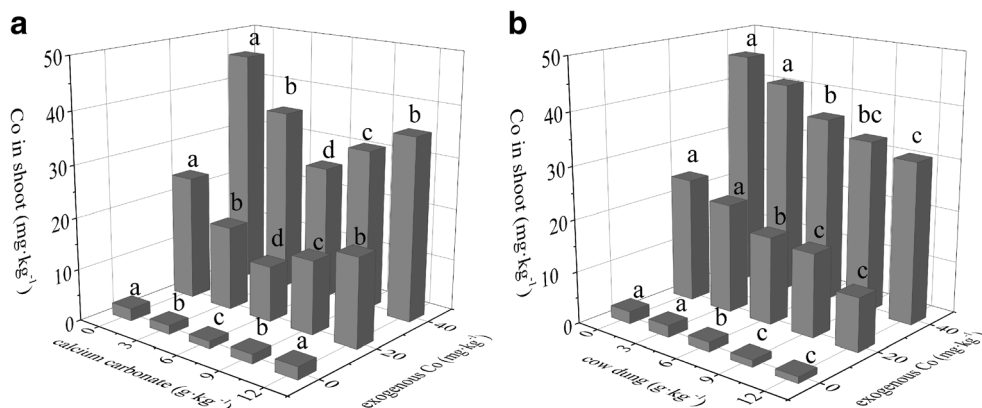 a
Co in shoot (mg·kg⁻¹)
50
40
30
20
10
0
a
b
d
c
b
a
b
d
c
b
a
b
c
b
a
0
3
6
9
12
calcium carbonate (g·kg⁻¹)
0
20
40
exogenous Co (mg·kg⁻¹)
b
Co in shoot (mg·kg⁻¹)
50
40
30
20
10
0
a
a
b
bc
c
a
a
b
c
c
a
a
b
c
c
0
3
6
9
12
cow dung (g·kg⁻¹)
0
20
40
exogenous Co (mg·kg⁻¹)